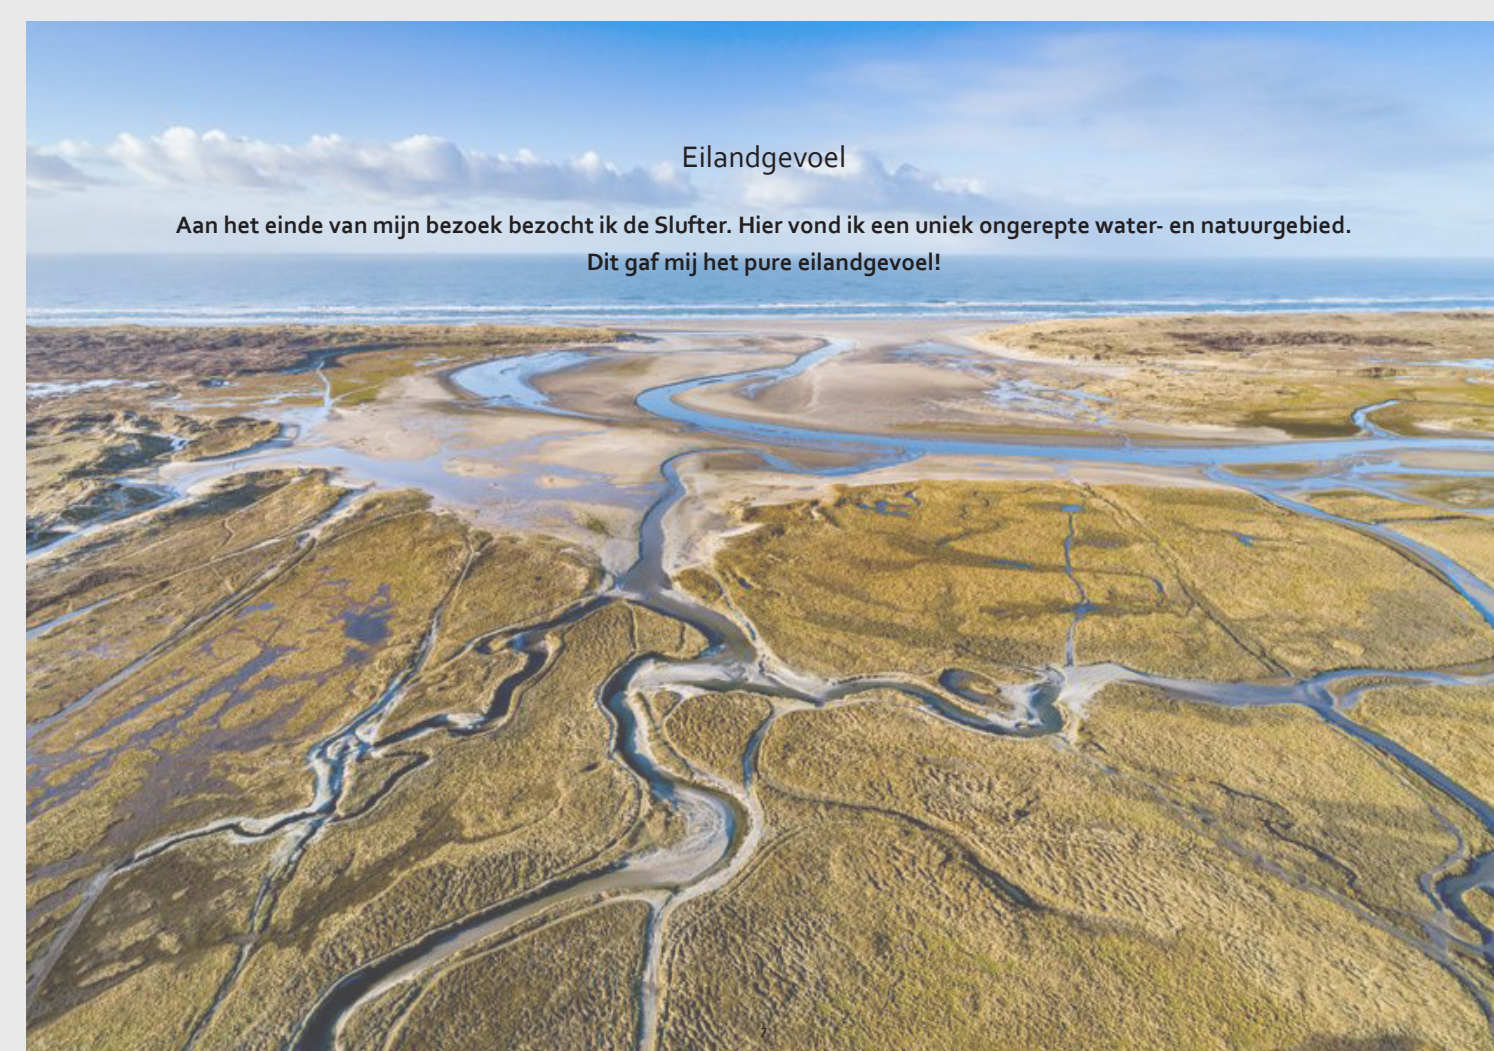 Eilandgevoel
Aan het einde van mijn bezoek bezocht ik de Slufter. Hier vond ik een uniek ongerepte water- en natuurgebied.
Dit gaf mij het pure eilandgevoel!
7